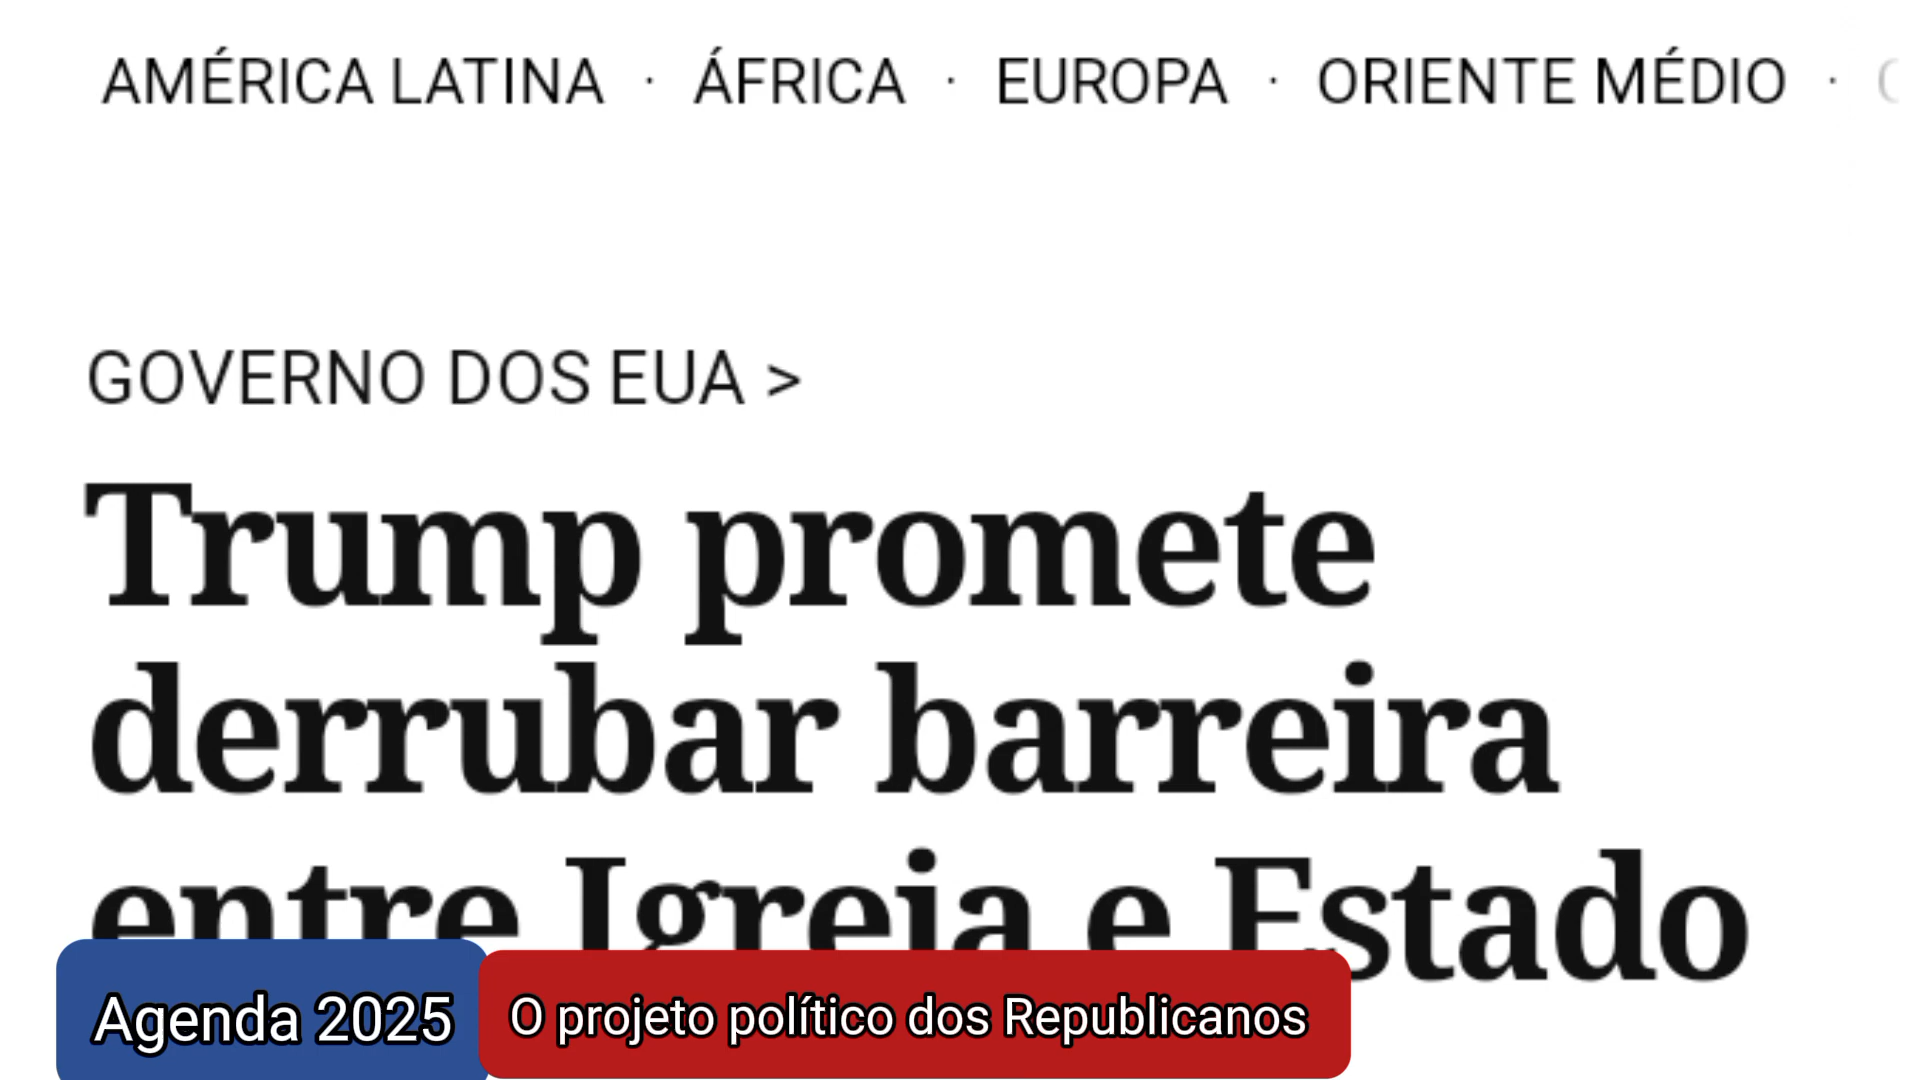 AMÉRICA LATINA · ÁFRICA · EUROPA · ORIENTE MÉDIO ·
GOVERNO DOS EUA >
Trump promete
derrubar barreira
entre Igreja e Estado
Agenda 2025
O projeto político dos Republicanos